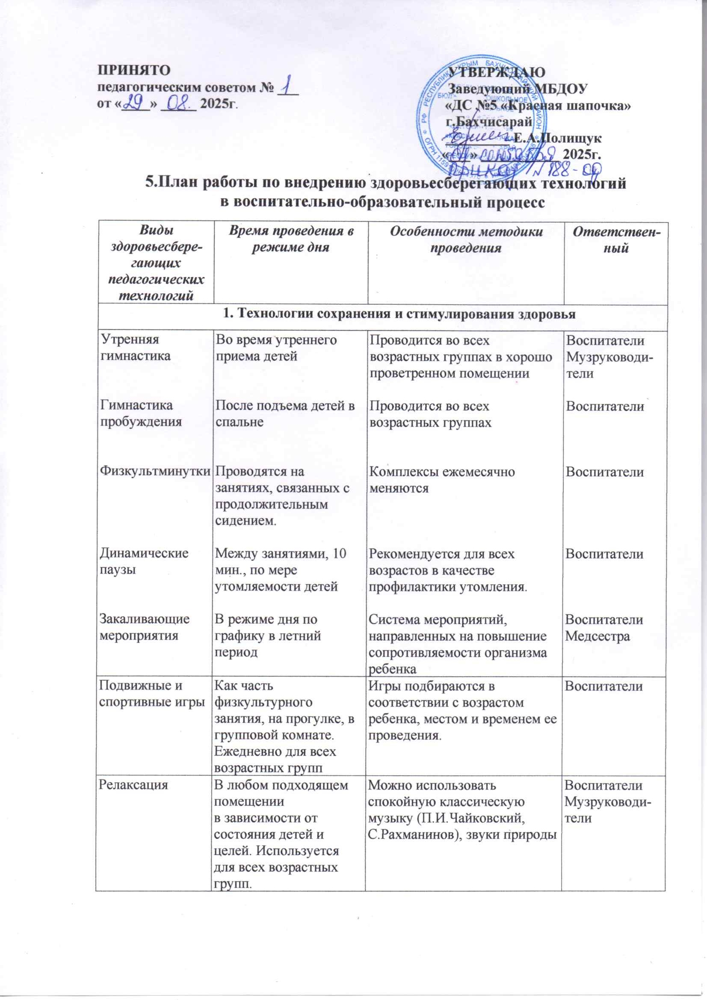 ПРИНЯТО
педагогическим советом № 1
от «29» 08. 2025г.
УТВЕРЖДАЮ
Заведующий МБДОУ
«ДС №5 «Красная шапочка»
г.Бахчисарай
Е.А.Полищук
«01» сентября 2025г.
Приказ №188-од
РФ РЕСПУБЛИКА КРЫМ БАХЧИСАРАЙСКИЙ РАЙОН
5.План работы по внедрению здоровьесберегающих технологий
в воспитательно-образовательный процесс
Виды
здоровьесбере-
гающих
педагогических
технологий
Время проведения в
режиме дня
Особенности методики
проведения
Ответствен-
ный
1. Технологии сохранения и стимулирования здоровья
Утренняя
гимнастика
Во время утреннего
приема детей
Проводится во всех
возрастных группах в хорошо
проветренном помещении
Воспитатели
Музруководи-
тели
Гимнастика
пробуждения
После подъема детей в
спальне
Проводится во всех
возрастных группах
Воспитатели
Физкультминутки
Проводятся на
занятиях, связанных с
продолжительным
сидением.
Комплексы ежемесячно
меняются
Воспитатели
Динамические
паузы
Между занятиями, 10
мин., по мере
утомляемости детей
Рекомендуется для всех
возрастов в качестве
профилактики утомления.
Воспитатели
Закаливающие
мероприятия
В режиме дня по
графику в летний
период
Система мероприятий,
направленных на повышение
сопротивляемости организма
ребенка
Воспитатели
Медсестра
Подвижные и
спортивные игры
Как часть
физкультурного
занятия, на прогулке, в
групповой комнате.
Ежедневно для всех
возрастных групп
Игры подбираются в
соответствии с возрастом
ребенка, местом и временем ее
проведения.
Воспитатели
Релаксация
В любом подходящем
помещении
в зависимости от
состояния детей и
целей. Используется
для всех возрастных
групп.
Можно использовать
спокойную классическую
музыку (П.И.Чайковский,
С.Рахманинов), звуки природы
Воспитатели
Музруководи-
тели